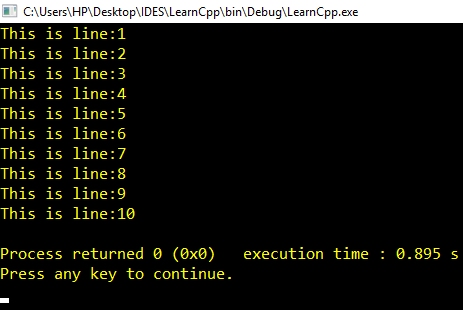 C:\Users\HP\Desktop\IDES\LearnCpp\bin\Debug\LearnCpp.exe
This is line:1
This is line:2
This is line:3
This is line:4
This is line:5
This is line:6
This is line:7
This is line:8
This is line:9
This is line:10
Process returned 0 (0x0)   execution time : 0.895 s
Press any key to continue.